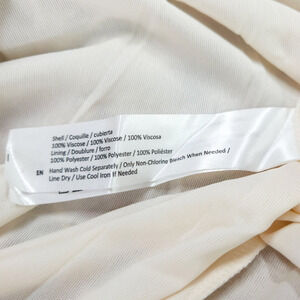 Shell / Coquille / cubierta
100% Viscose / 100% Viscose / 100% Viscosa
Lining / Doublure / forro
100% Polyester / 100% Polyester / 100% Poliéster
EN Hand Wash Cold Separately / Only Non-Chlorine Bleach When Needed /
Line Dry / Use Cool Iron If Needed